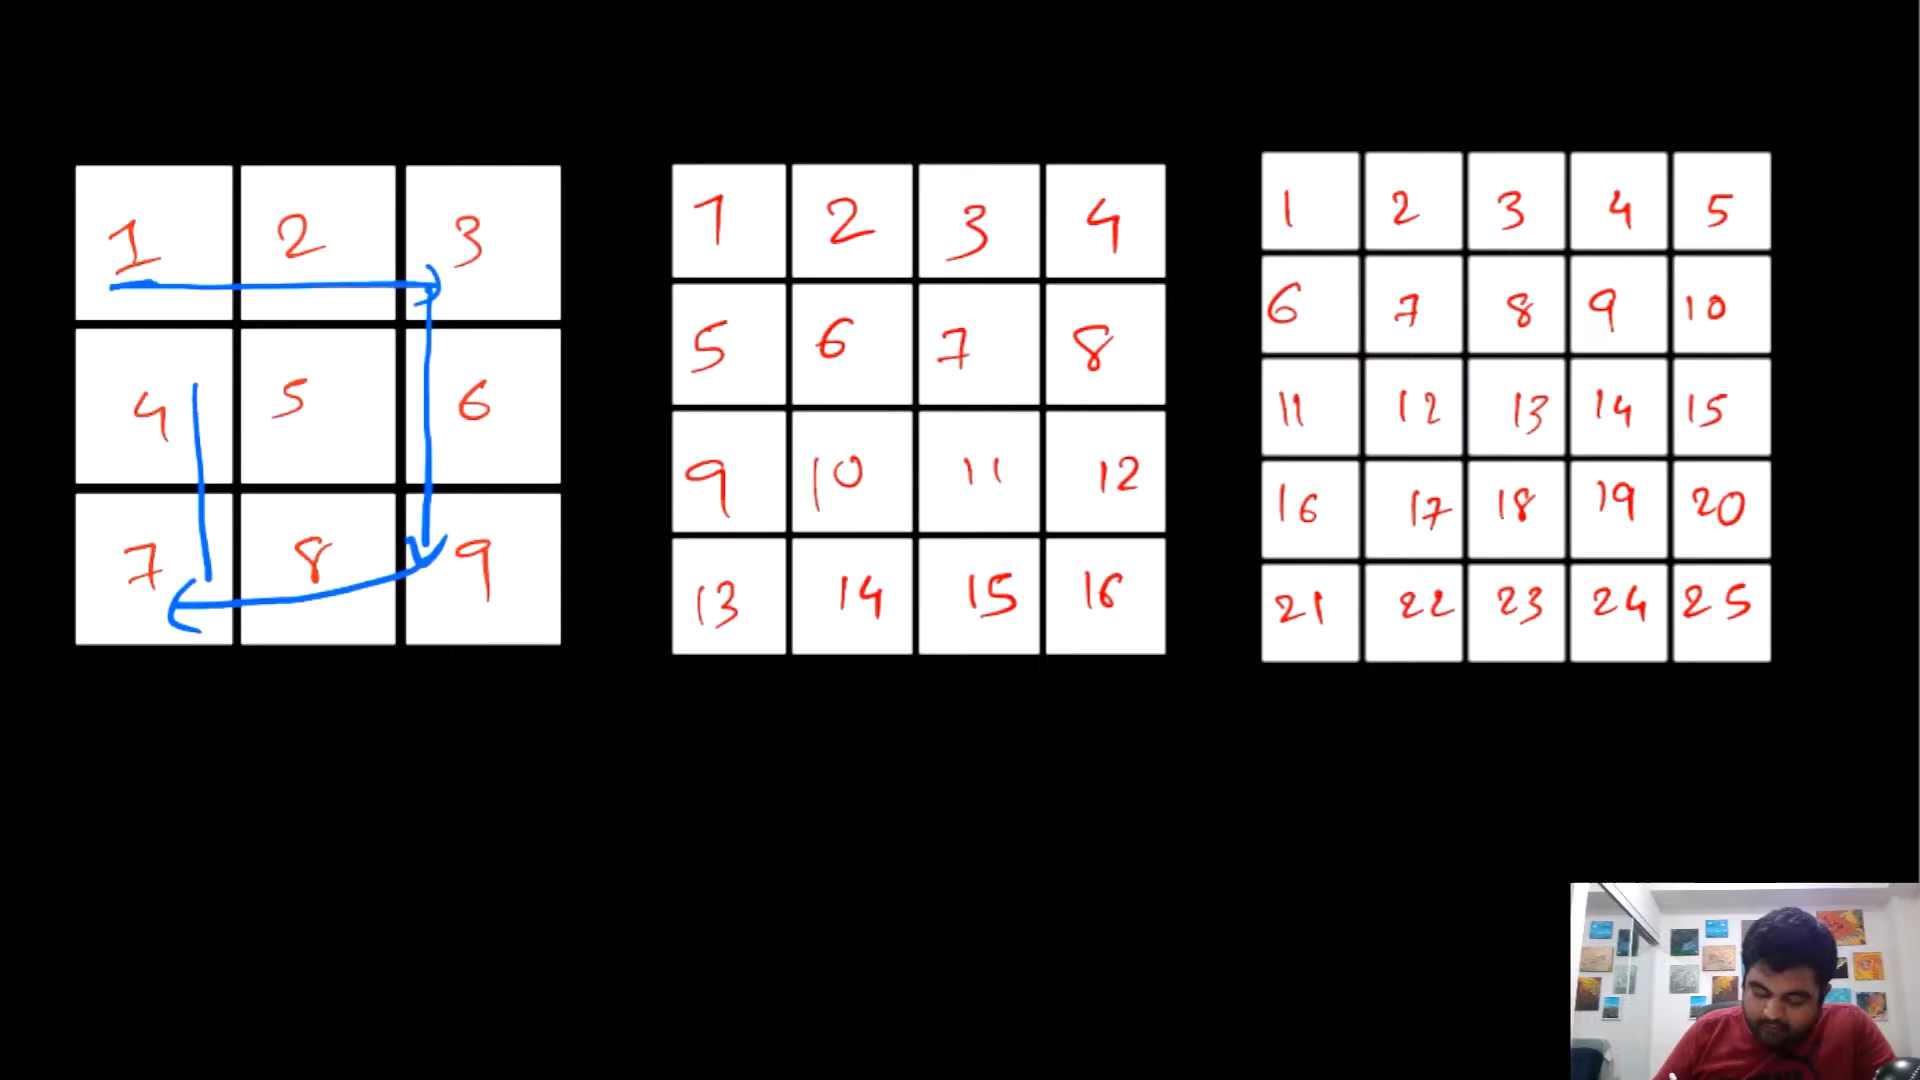 1 2 3
4 5 6
7 8 9
1 2 3 4
5 6 7 8
9 10 11 12
13 14 15 16
1 2 3 4 5
6 7 8 9 10
11 12 13 14 15
16 17 18 19 20
21 22 23 24 25